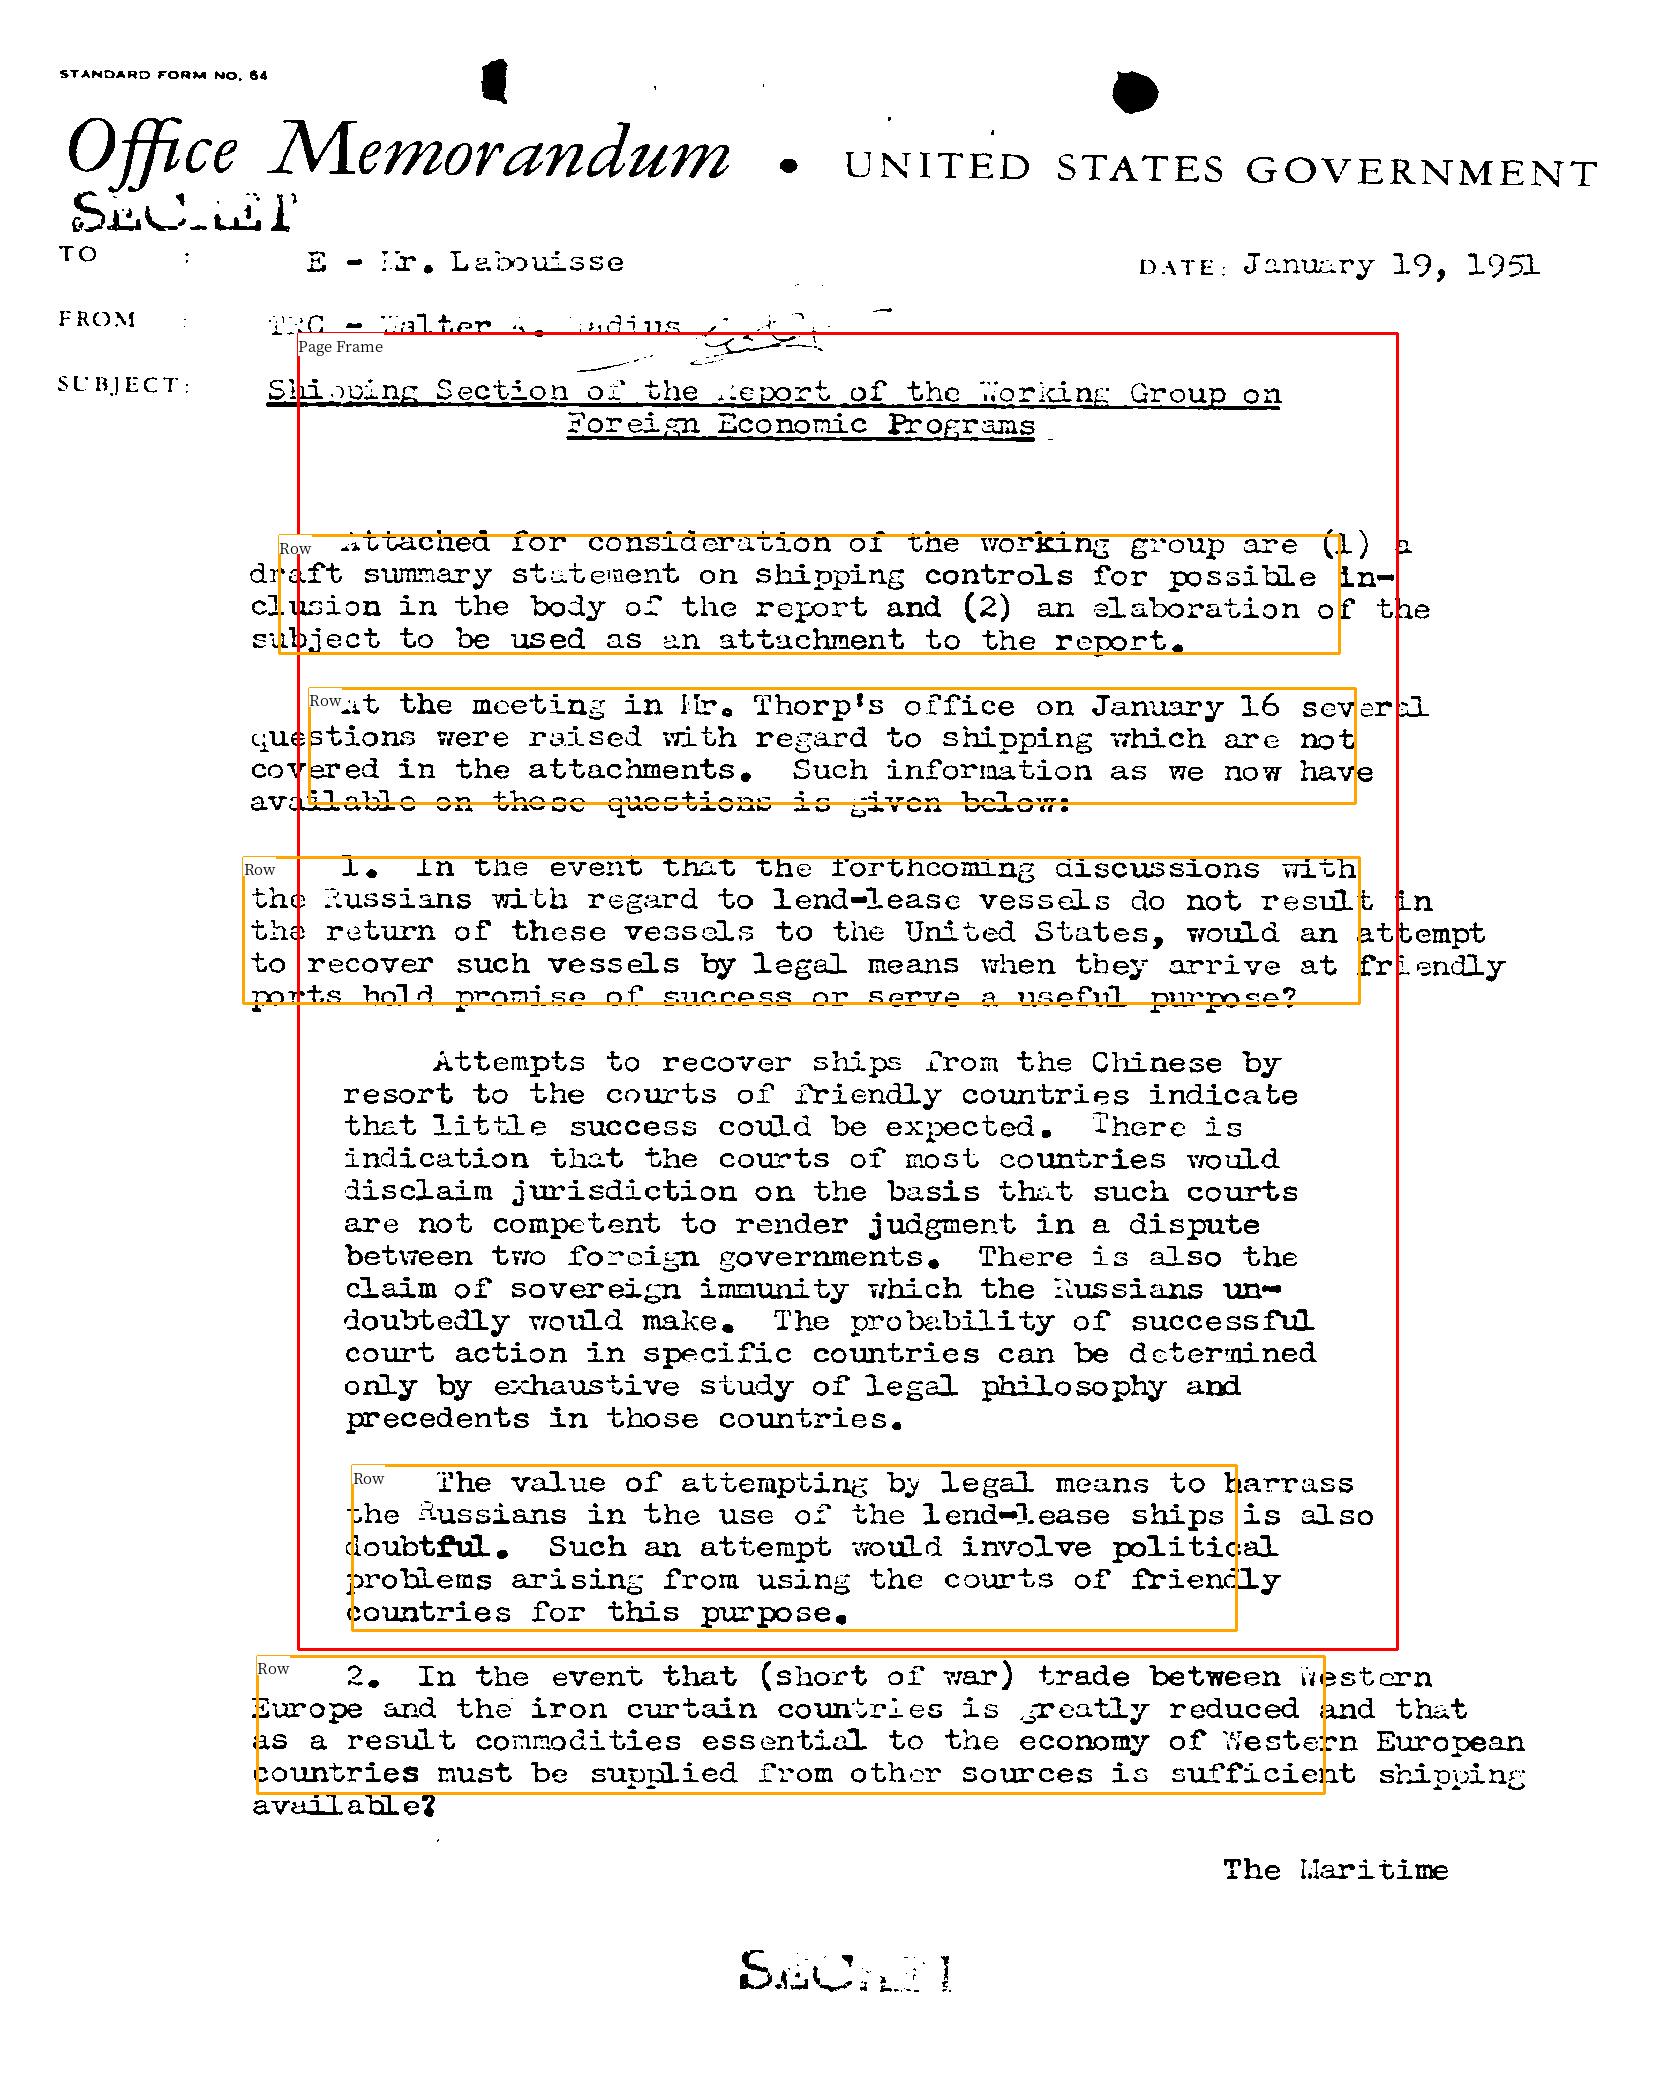 STANDARD FORM NO. 64
Office Memorandum • UNITED STATES GOVERNMENT
SECRET
TO : E - Mr. Labouisse DATE: January 19, 1951
FROM : TRC - Walter A. Radius
Page Frame
SUBJECT: Shipping Section of the Report of the Working Group on
Foreign Economic Programs
Row
Attached for consideration of the working group are (1) a
draft summary statement on shipping controls for possible in-
clusion in the body of the report and (2) an elaboration of the
subject to be used as an attachment to the report.
Row
At the meeting in Mr. Thorp's office on January 16 several
questions were raised with regard to shipping which are not
covered in the attachments. Such information as we now have
available on those questions is given below:
Row
1. In the event that the forthcoming discussions with
the Russians with regard to lend-lease vessels do not result in
the return of these vessels to the United States, would an attempt
to recover such vessels by legal means when they arrive at friendly
ports hold promise of success or serve a useful purpose?
Attempts to recover ships from the Chinese by
resort to the courts of friendly countries indicate
that little success could be expected. There is
indication that the courts of most countries would
disclaim jurisdiction on the basis that such courts
are not competent to render judgment in a dispute
between two foreign governments. There is also the
claim of sovereign immunity which the Russians un-
doubtedly would make. The probability of successful
court action in specific countries can be determined
only by exhaustive study of legal philosophy and
precedents in those countries.
Row
The value of attempting by legal means to harrass
the Russians in the use of the lend-lease ships is also
doubtful. Such an attempt would involve political
problems arising from using the courts of friendly
countries for this purpose.
Row
2. In the event that (short of war) trade between Western
Europe and the iron curtain countries is greatly reduced and that
as a result commodities essential to the economy of Western European
countries must be supplied from other sources is sufficient shipping
available?
The Maritime
SECRET